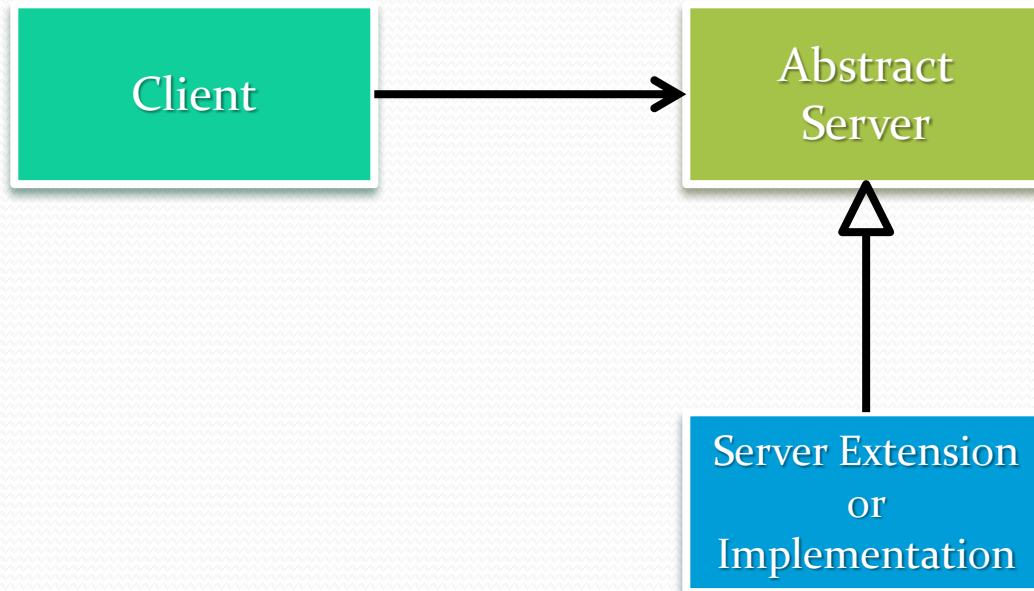 Client
Abstract
Server
Server Extension
or
Implementation